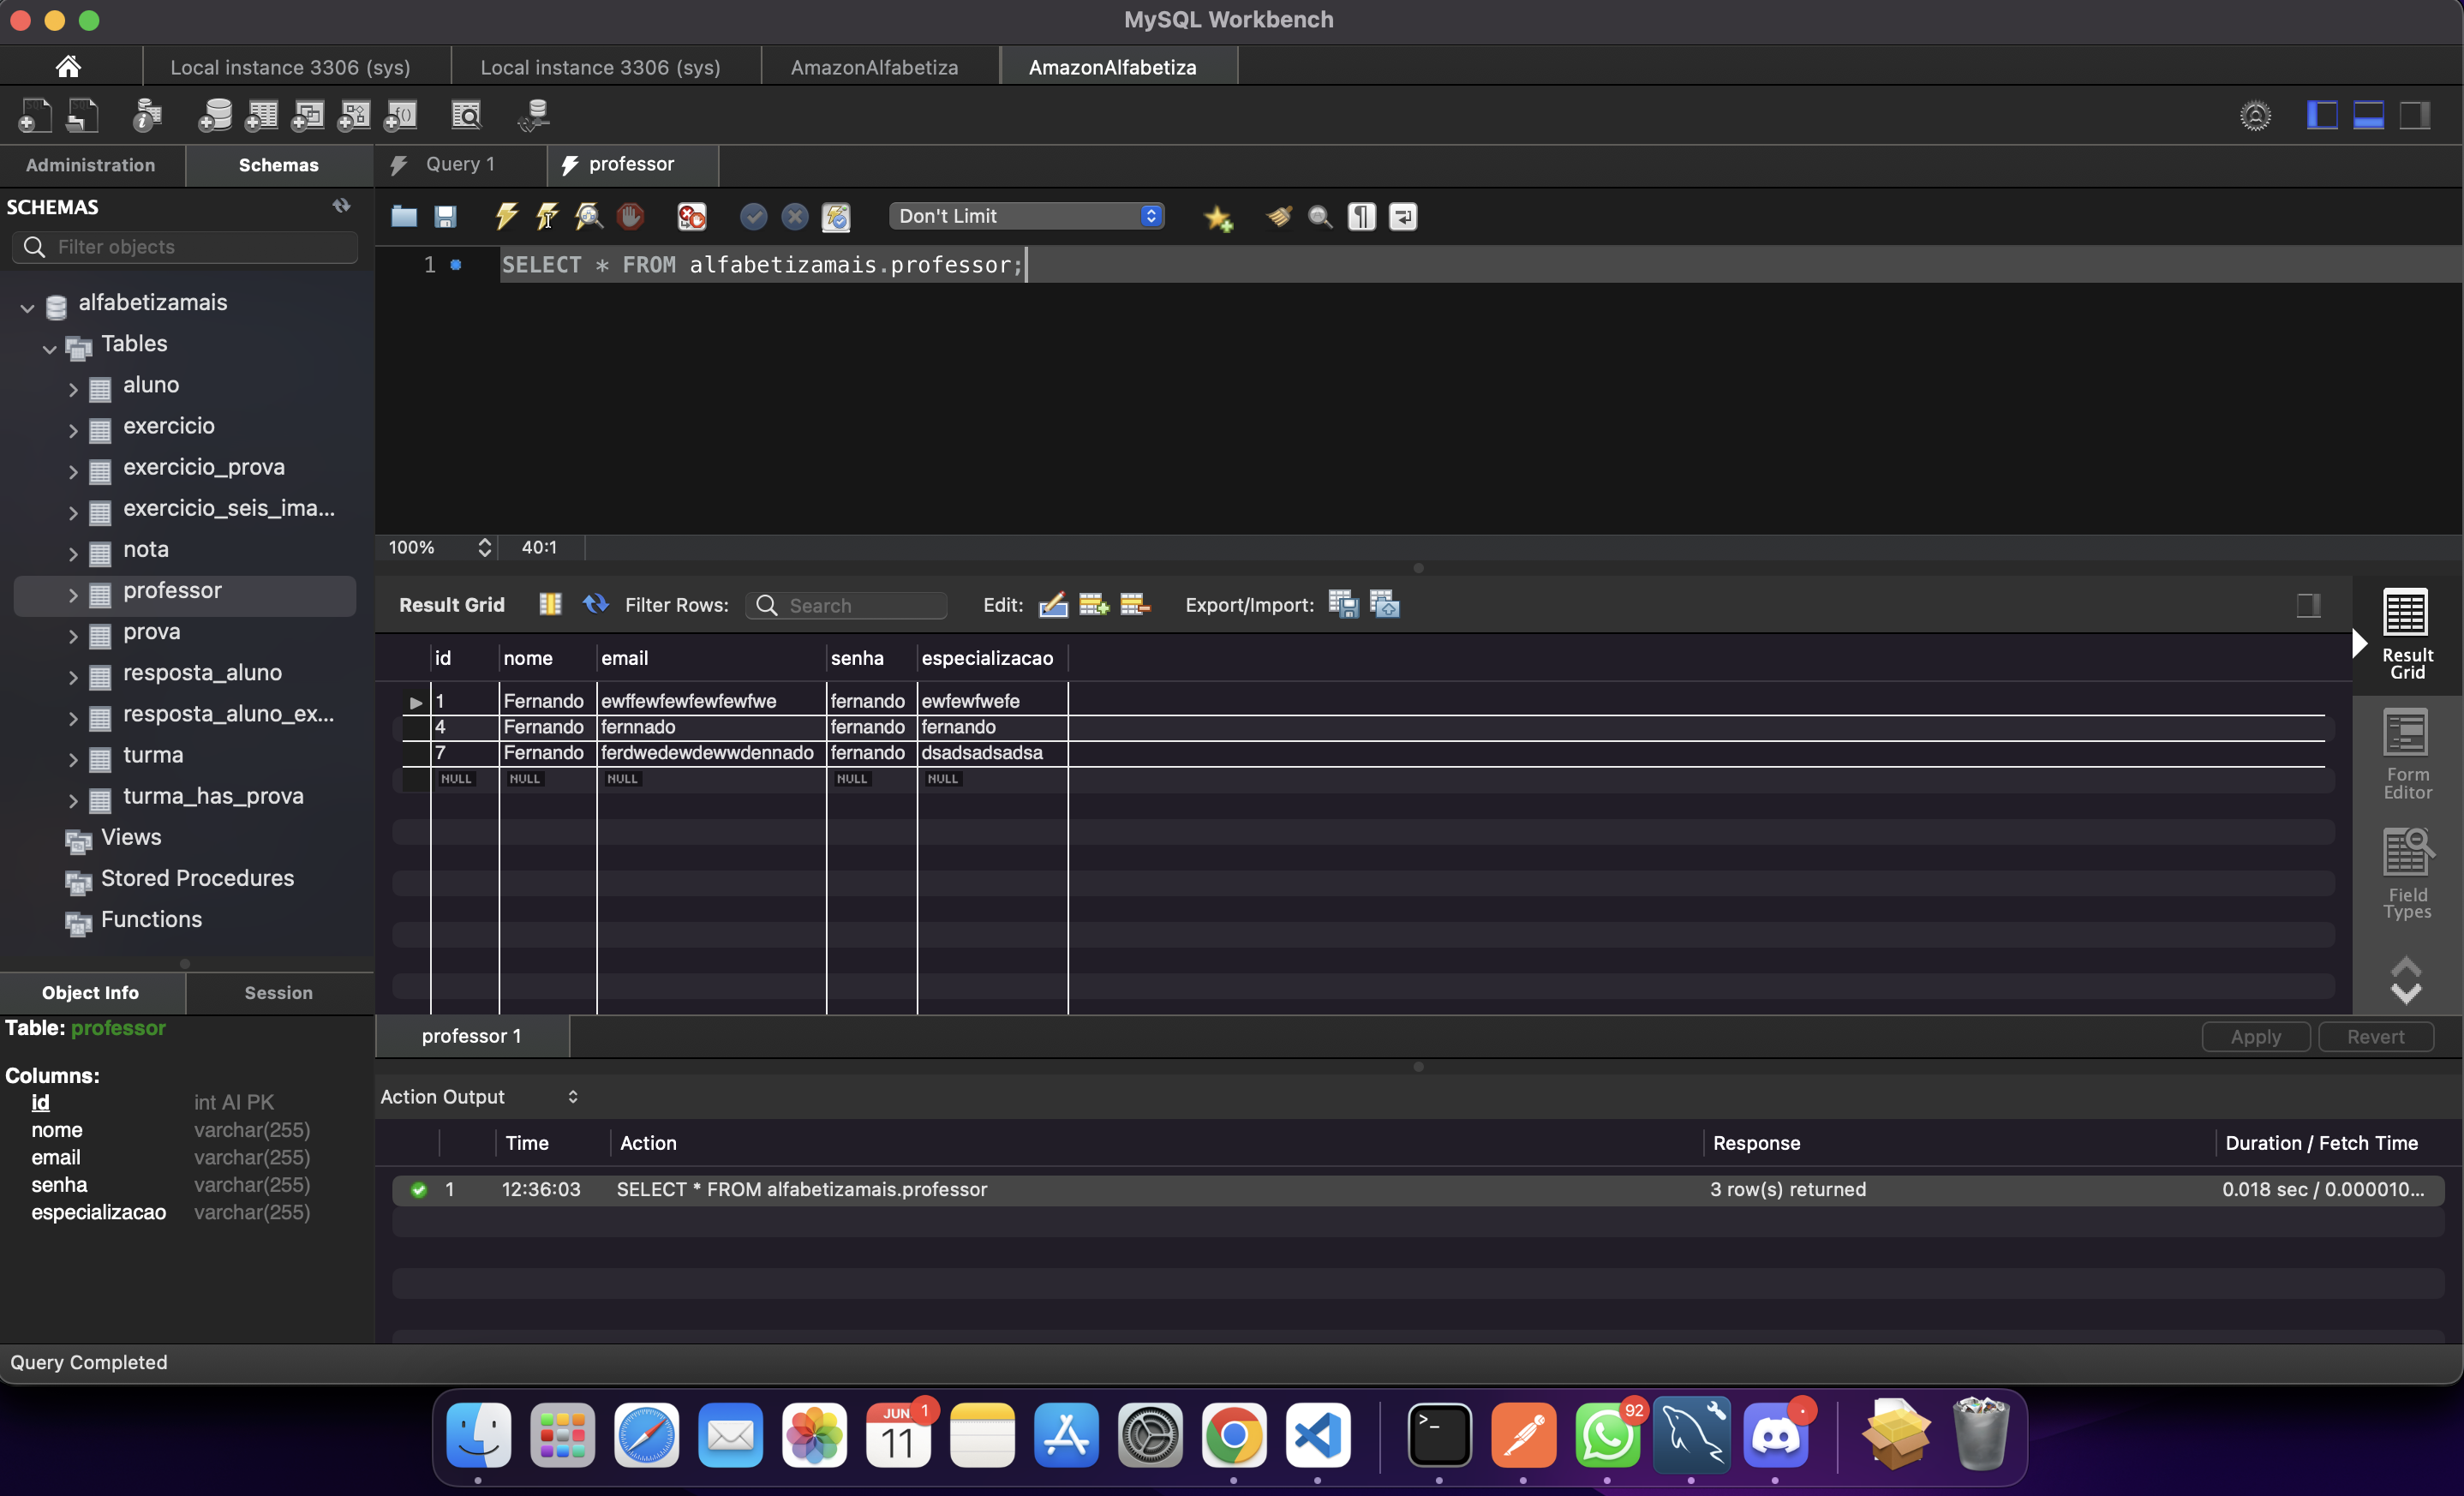 MySQL Workbench
Local instance 3306 (sys)
Local instance 3306 (sys)
AmazonAlfabetiza
AmazonAlfabetiza
Administration
Schemas
Query 1
professor
SCHEMAS
Filter objects
Don't Limit
1
SELECT * FROM alfabetizamais.professor;
alfabetizamais
Tables
aluno
exercicio
exercicio_prova
exercicio_seis_ima...
nota
professor
prova
resposta_aluno
resposta_aluno_ex...
turma
turma_has_prova
Views
Stored Procedures
Functions
100%
40:1
Result Grid
Filter Rows:
Search
Edit:
Export/Import:
id nome email senha especializacao
1 Fernando ewffewfewfewfewfwe fernando ewfewfwefe
4 Fernando fernnado fernando fernando
7 Fernando ferdwedewdewwdennado fernando dsadsadsadsa
NULL NULL NULL NULL NULL
Result
Grid
Form
Editor
Field
Types
professor 1
Apply
Revert
Object Info
Session
Table: professor
Columns:
id int AI PK
nome varchar(255)
email varchar(255)
senha varchar(255)
especializacao varchar(255)
Action Output
Time Action Response Duration / Fetch Time
1 12:36:03 SELECT * FROM alfabetizamais.professor 3 row(s) returned 0.018 sec / 0.000010...
Query Completed
JUN
11
1
>_
92